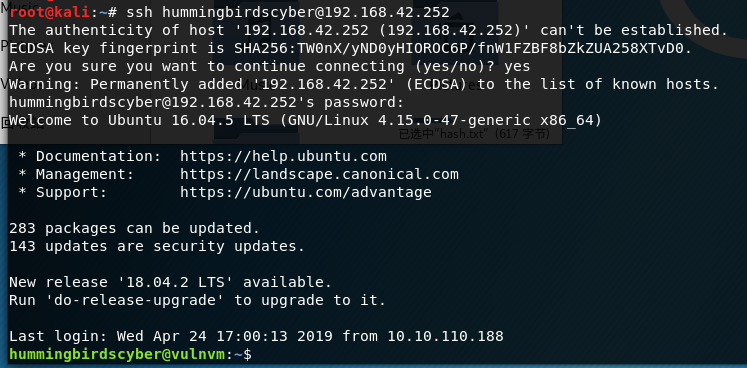 root@kali:~# ssh hummingbirdscyber@192.168.42.252
The authenticity of host '192.168.42.252 (192.168.42.252)' can't be established.
ECDSA key fingerprint is SHA256:TW0nX/yND0yHIOROC6P/fnW1FZBF8bZkZUA258XTvD0.
Are you sure you want to continue connecting (yes/no)? yes
Warning: Permanently added '192.168.42.252' (ECDSA) to the list of known hosts.
hummingbirdscyber@192.168.42.252's password:
Welcome to Ubuntu 16.04.5 LTS (GNU/Linux 4.15.0-47-generic x86_64)
已选中"hash.txt" (617 字节)
* Documentation:  https://help.ubuntu.com
* Management:     https://landscape.canonical.com
* Support:        https://ubuntu.com/advantage
283 packages can be updated.
143 updates are security updates.
New release '18.04.2 LTS' available.
Run 'do-release-upgrade' to upgrade to it.
Last login: Wed Apr 24 17:00:13 2019 from 10.10.110.188
hummingbirdscyber@vulnvm:~$